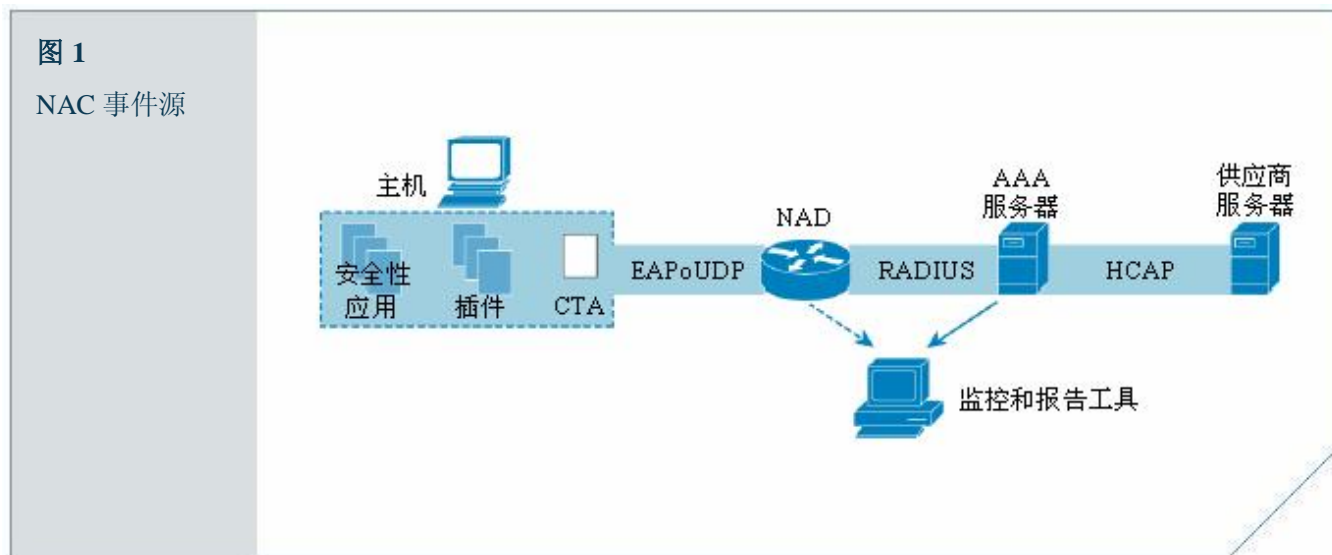 图 1
NAC 事件源
主机
安全性
应用
插件
CTA
EAPoUDP
NAD
RADIUS
AAA
服务器
HCAP
供应商
服务器
监控和报告工具